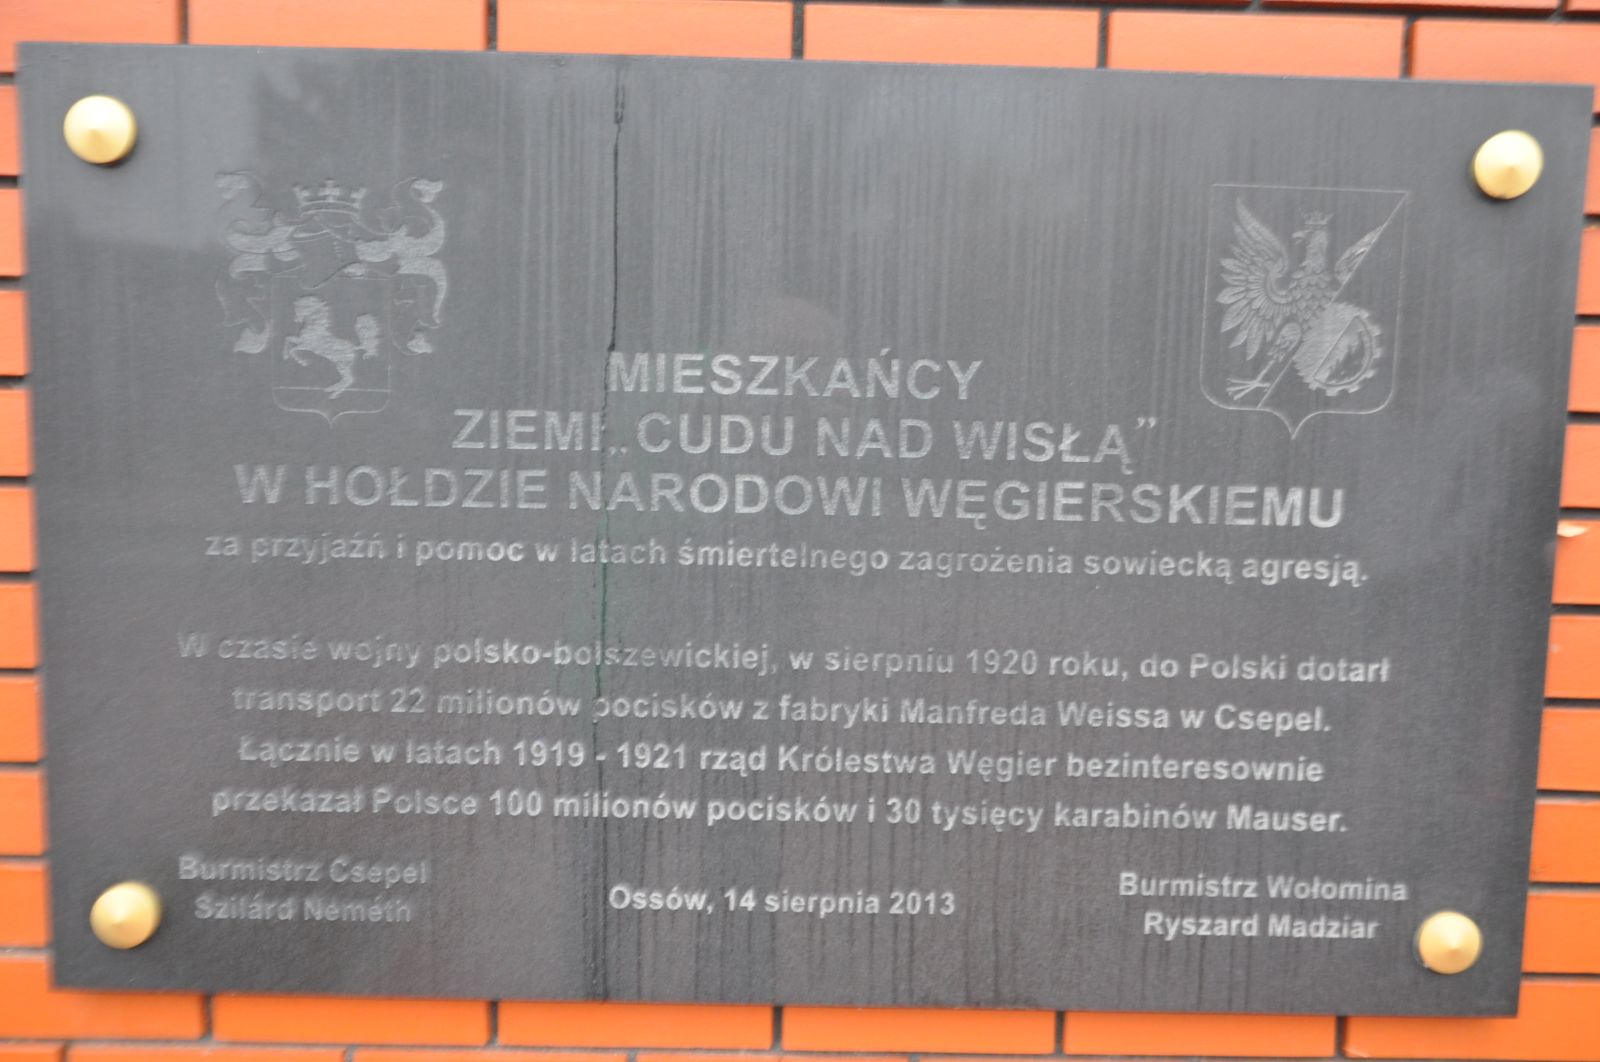 MIESZKAŃCY
ZIEMI „CUDU NAD WISŁĄ”
W HOŁDZIE NARODOWI WĘGIERSKIEMU
za przyjaźń i pomoc w latach śmiertelnego zagrożenia sowiecką agresją.
W czasie wojny polsko-bolszewickiej, w sierpniu 1920 roku, do Polski dotarł
transport 22 milionów pocisków z fabryki Manfreda Weissa w Csepel.
Łącznie w latach 1919 - 1921 rząd Królestwa Węgier bezinteresownie
przekazał Polsce 100 milionów pocisków i 30 tysięcy karabinów Mauser.
Burmistrz Csepel
Szilárd Németh
Ossów, 14 sierpnia 2013
Burmistrz Wołomina
Ryszard Madziar